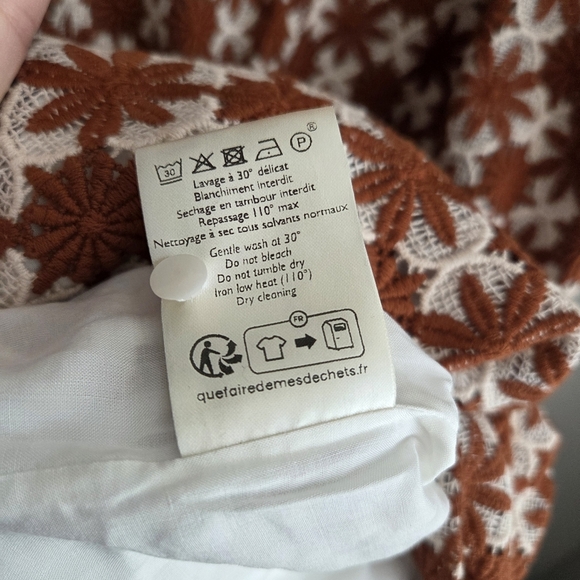 30 P ®
Lavage à 30° délicat
Blanchiment interdit
Sechage en tambour interdit
Repassage 110° max
Nettoyage à sec tous solvants normaux
Gentle wash at 30°
Do not bleach
Do not tumble dry
Iron low heat (110°)
Dry cleaning
FR
quefairedemesdechets.fr